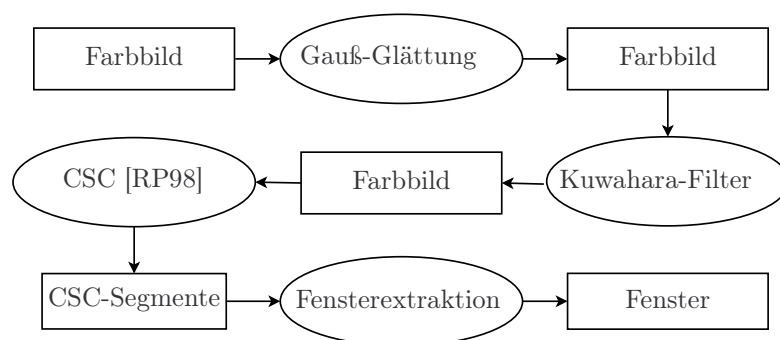 Farbbild
Gauß-Glättung
Farbbild
Kuwahara-Filter
Farbbild
CSC [RP98]
CSC-Segmente
Fensterextraktion
Fenster